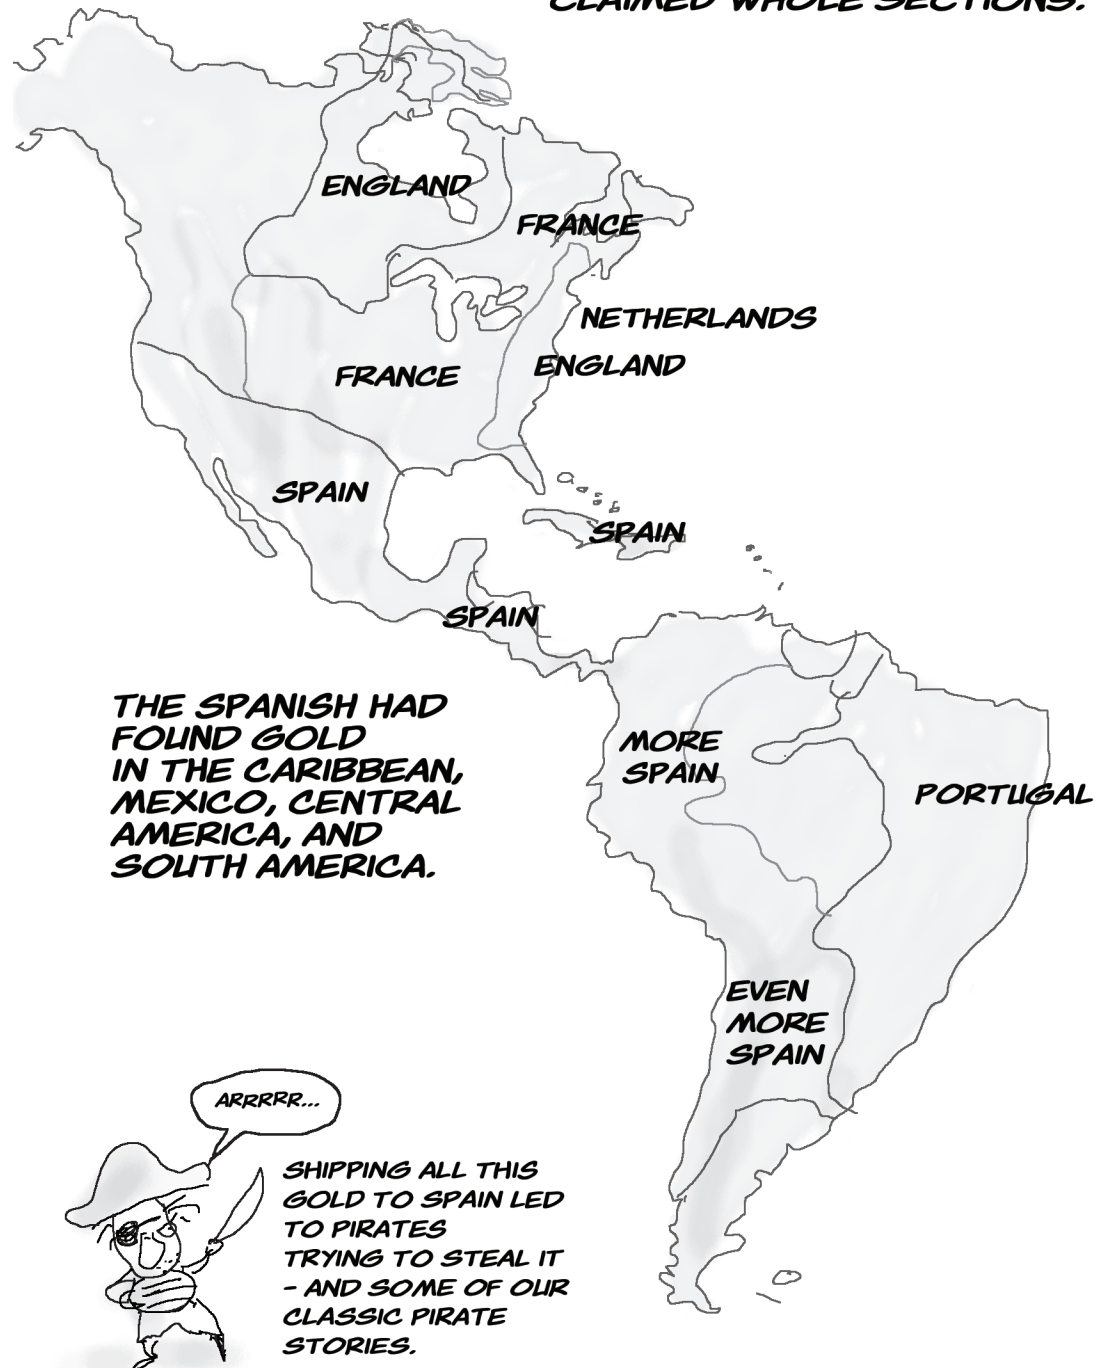 CLAIMED WHOLE SECTIONS.
ENGLAND
FRANCE
NETHERLANDS
ENGLAND
FRANCE
SPAIN
SPAIN
SPAIN
THE SPANISH HAD
FOUND GOLD
IN THE CARIBBEAN,
MEXICO, CENTRAL
AMERICA, AND
SOUTH AMERICA.
MORE
SPAIN
PORTUGAL
EVEN
MORE
SPAIN
ARRRRR...
SHIPPING ALL THIS
GOLD TO SPAIN LED
TO PIRATES
TRYING TO STEAL IT
- AND SOME OF OUR
CLASSIC PIRATE
STORIES.